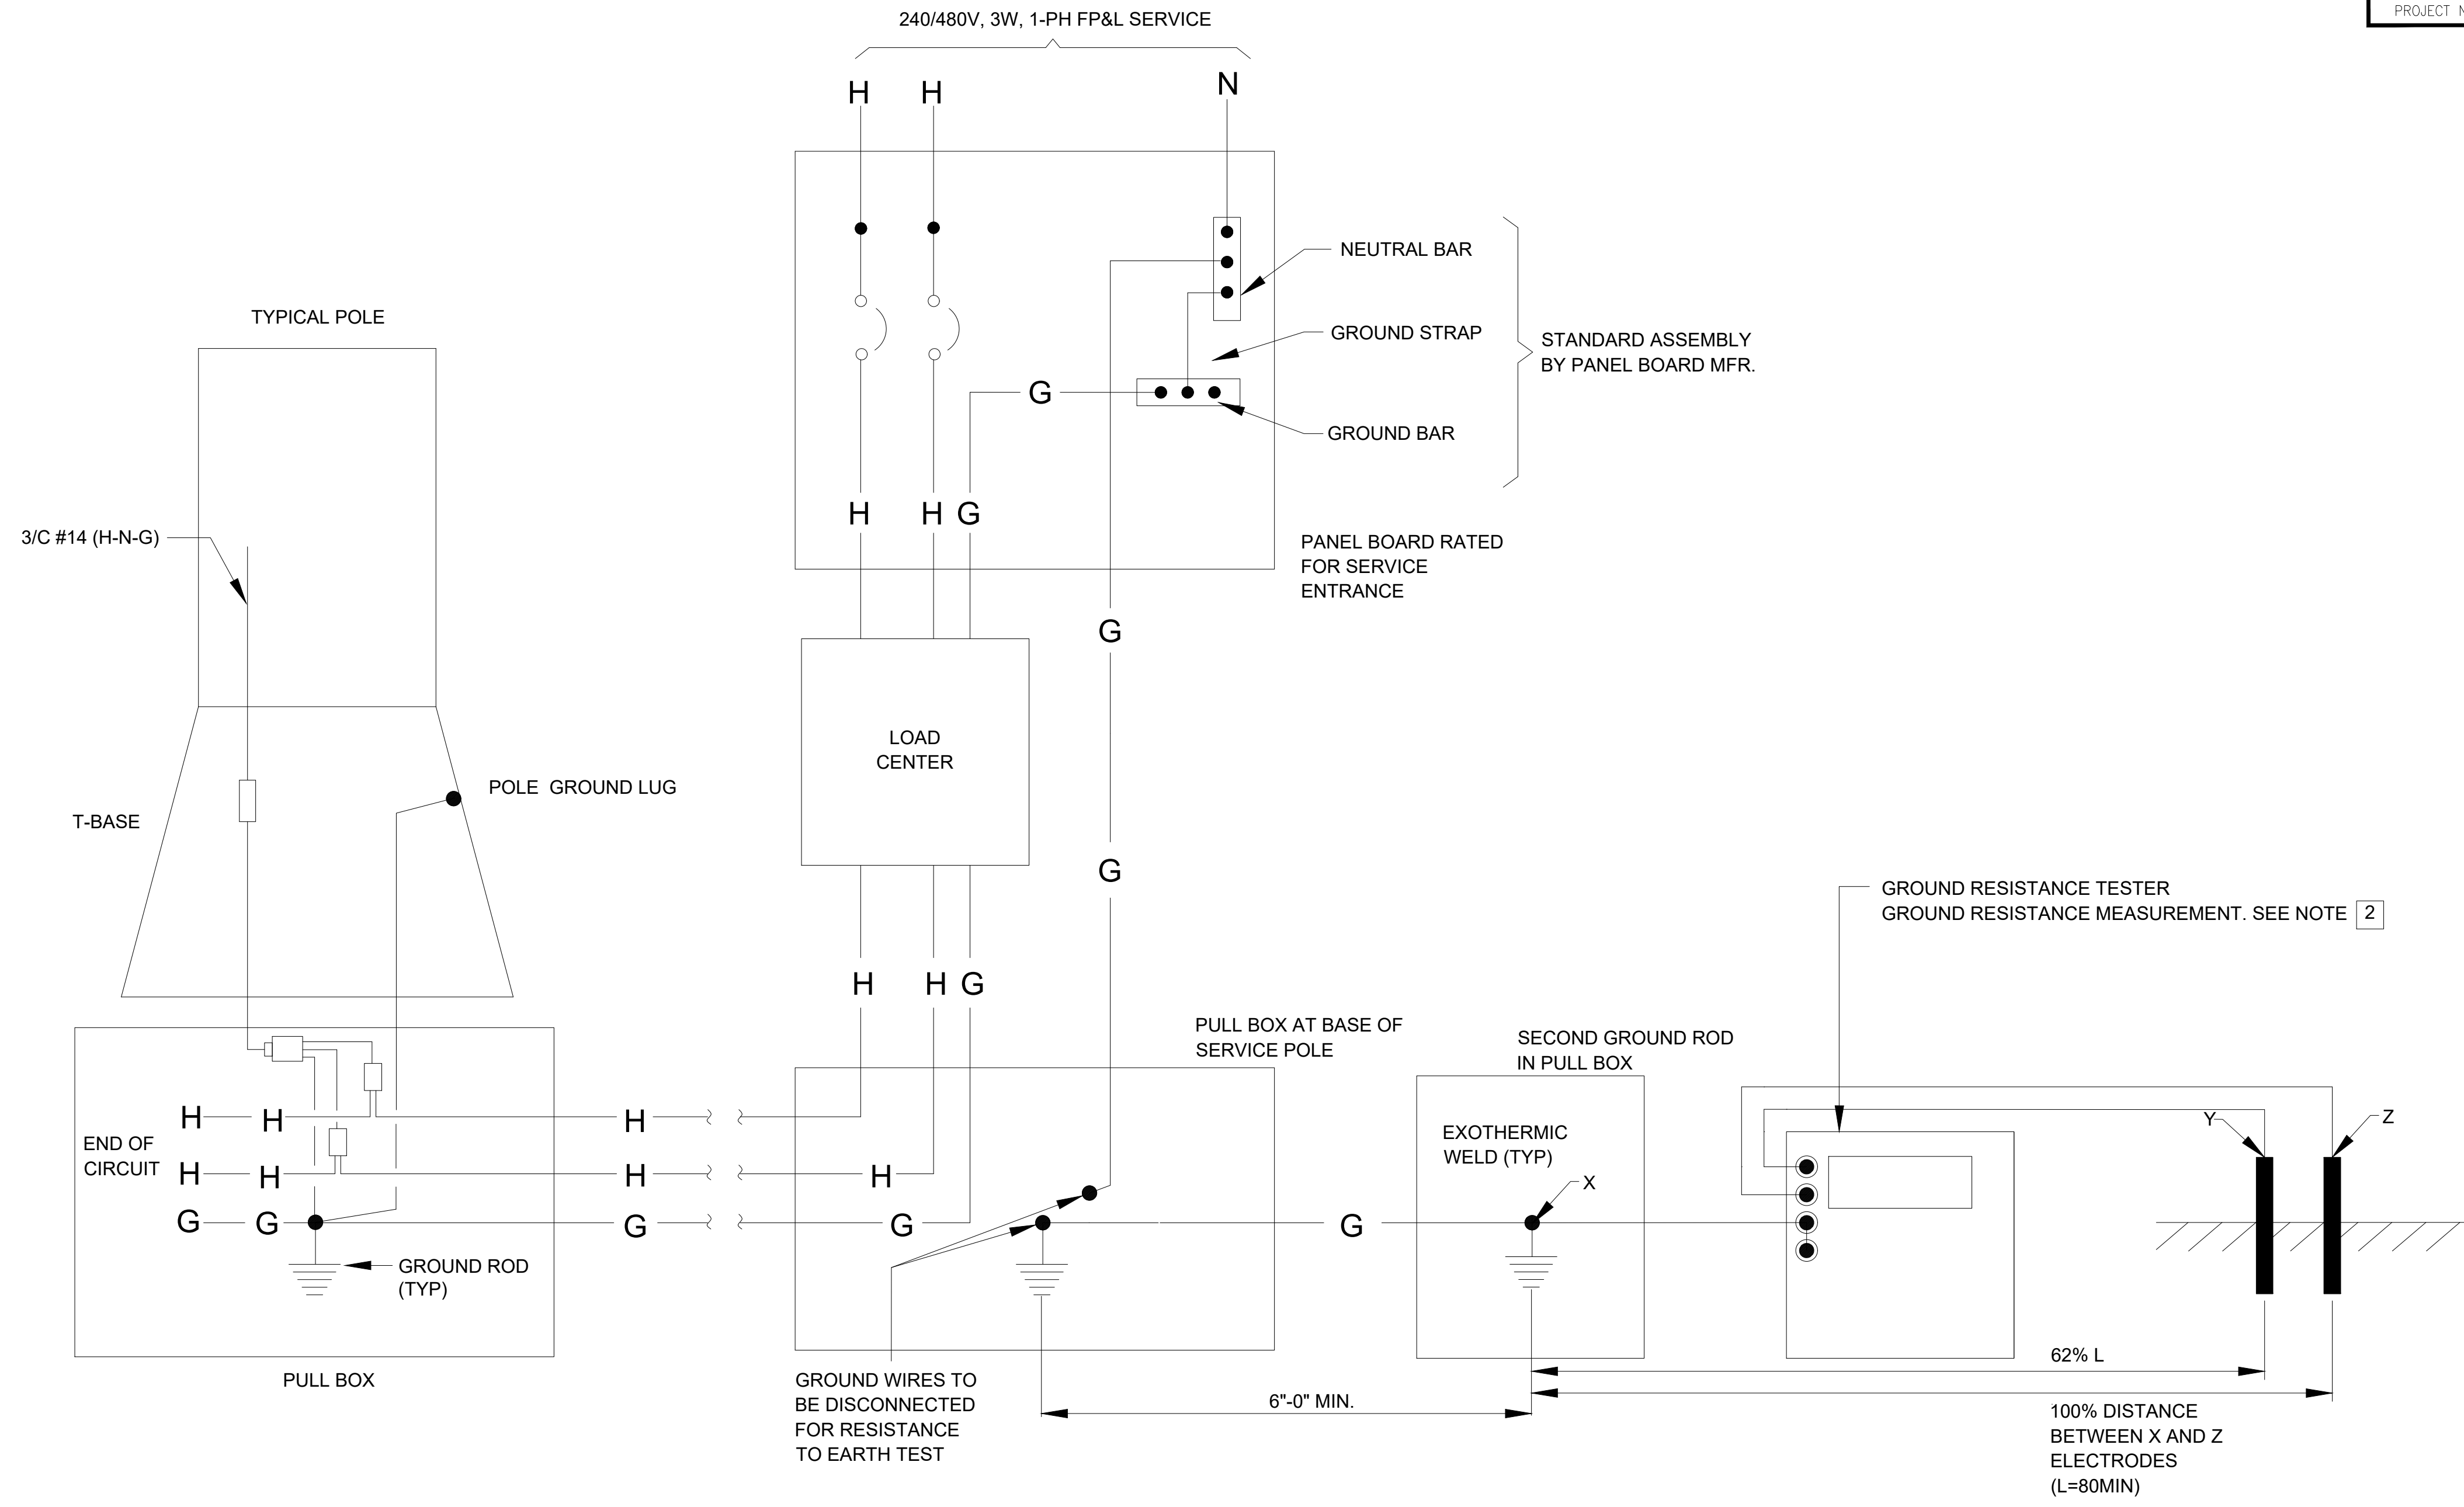 PROJECT N
240/480V, 3W, 1-PH FP&L SERVICE
H H N
NEUTRAL BAR
TYPICAL POLE
GROUND STRAP
STANDARD ASSEMBLY
BY PANEL BOARD MFR.
G
GROUND BAR
H H G
3/C #14 (H-N-G)
PANEL BOARD RATED
FOR SERVICE
ENTRANCE
G
LOAD
CENTER
POLE GROUND LUG
T-BASE
G
GROUND RESISTANCE TESTER
GROUND RESISTANCE MEASUREMENT. SEE NOTE 2
H H G
PULL BOX AT BASE OF
SERVICE POLE
SECOND GROUND ROD
IN PULL BOX
H H H
Y Z
END OF
CIRCUIT
EXOTHERMIC
WELD (TYP)
H H H H
X
G G G G G
GROUND ROD
(TYP)
PULL BOX
62% L
GROUND WIRES TO
BE DISCONNECTED
FOR RESISTANCE
TO EARTH TEST
6"-0" MIN.
100% DISTANCE
BETWEEN X AND Z
ELECTRODES
(L=80MIN)